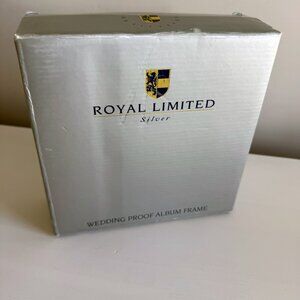 ROYAL LIMITED
Silver
WEDDING PROOF ALBUM FRAME